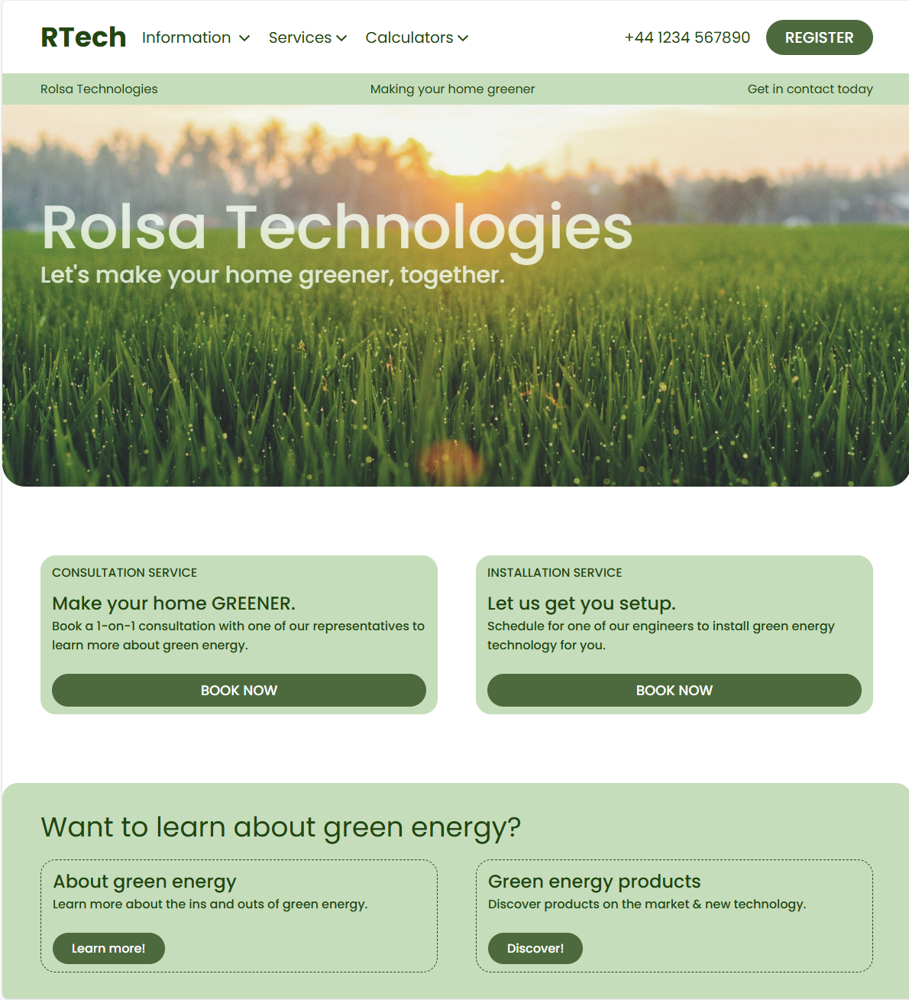 RTech Information Services Calculators +44 1234 567890 REGISTER
Rolsa Technologies Making your home greener Get in contact today
Rolsa Technologies
Let's make your home greener, together.
CONSULTATION SERVICE
Make your home GREENER.
Book a 1-on-1 consultation with one of our representatives to
learn more about green energy.
BOOK NOW
INSTALLATION SERVICE
Let us get you setup.
Schedule for one of our engineers to install green energy
technology for you.
BOOK NOW
Want to learn about green energy?
About green energy
Learn more about the ins and outs of green energy.
Learn more!
Green energy products
Discover products on the market & new technology.
Discover!